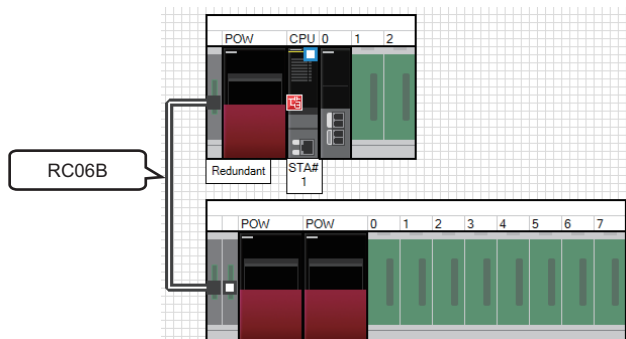 POW CPU 0 1 2
RC06B
Redundant
STA#
1
POW POW 0 1 2 3 4 5 6 7